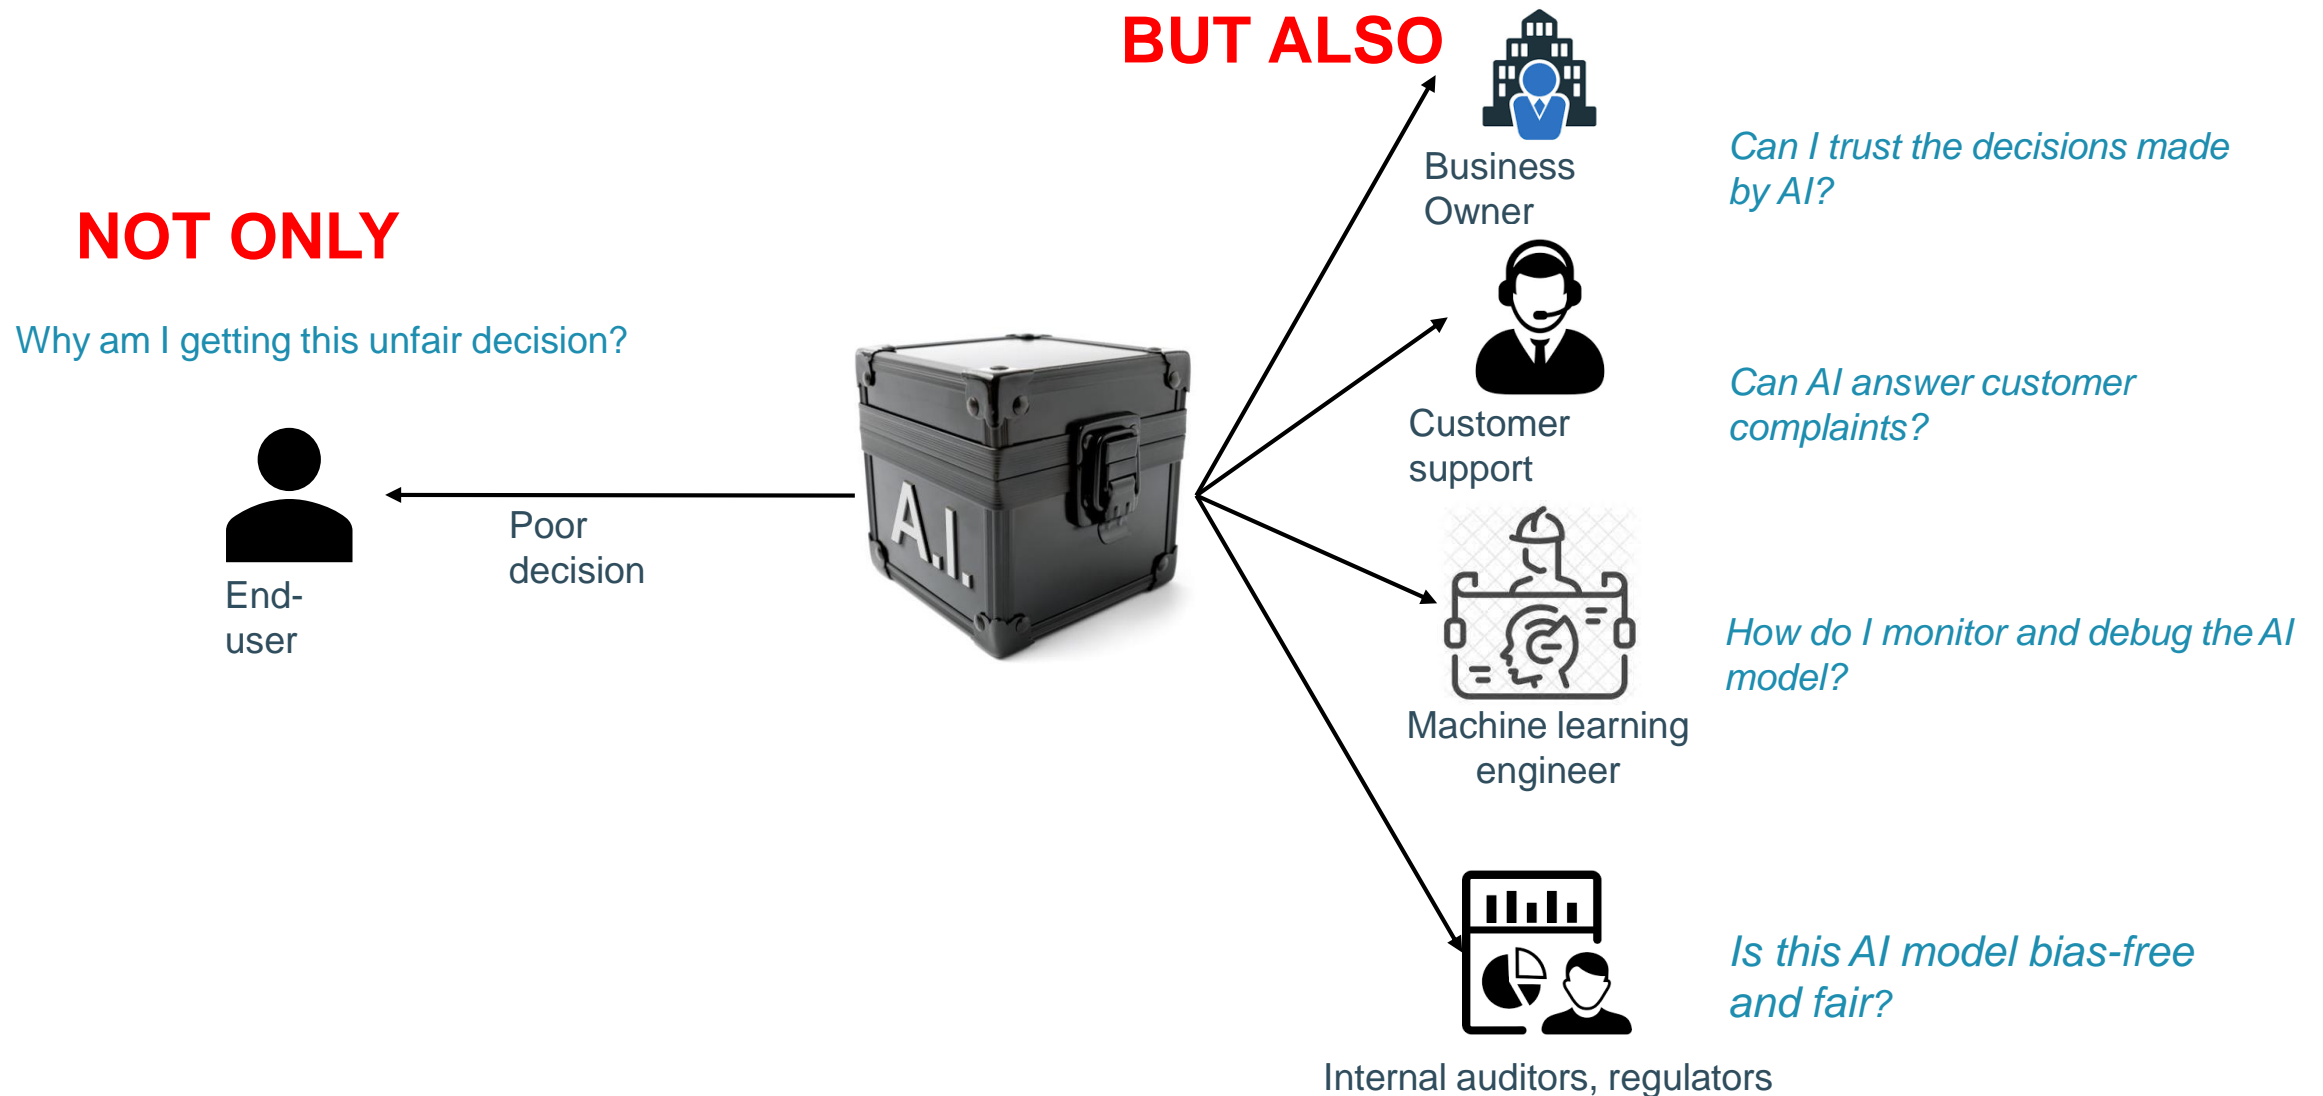 NOT ONLY
Why am I getting this unfair decision?
End-
user
Poor
decision
A.I.
BUT ALSO
Business
Owner
Can I trust the decisions made
by AI?
Customer
support
Can AI answer customer
complaints?
Machine learning
engineer
How do I monitor and debug the AI
model?
Internal auditors, regulators
Is this AI model bias-free
and fair?